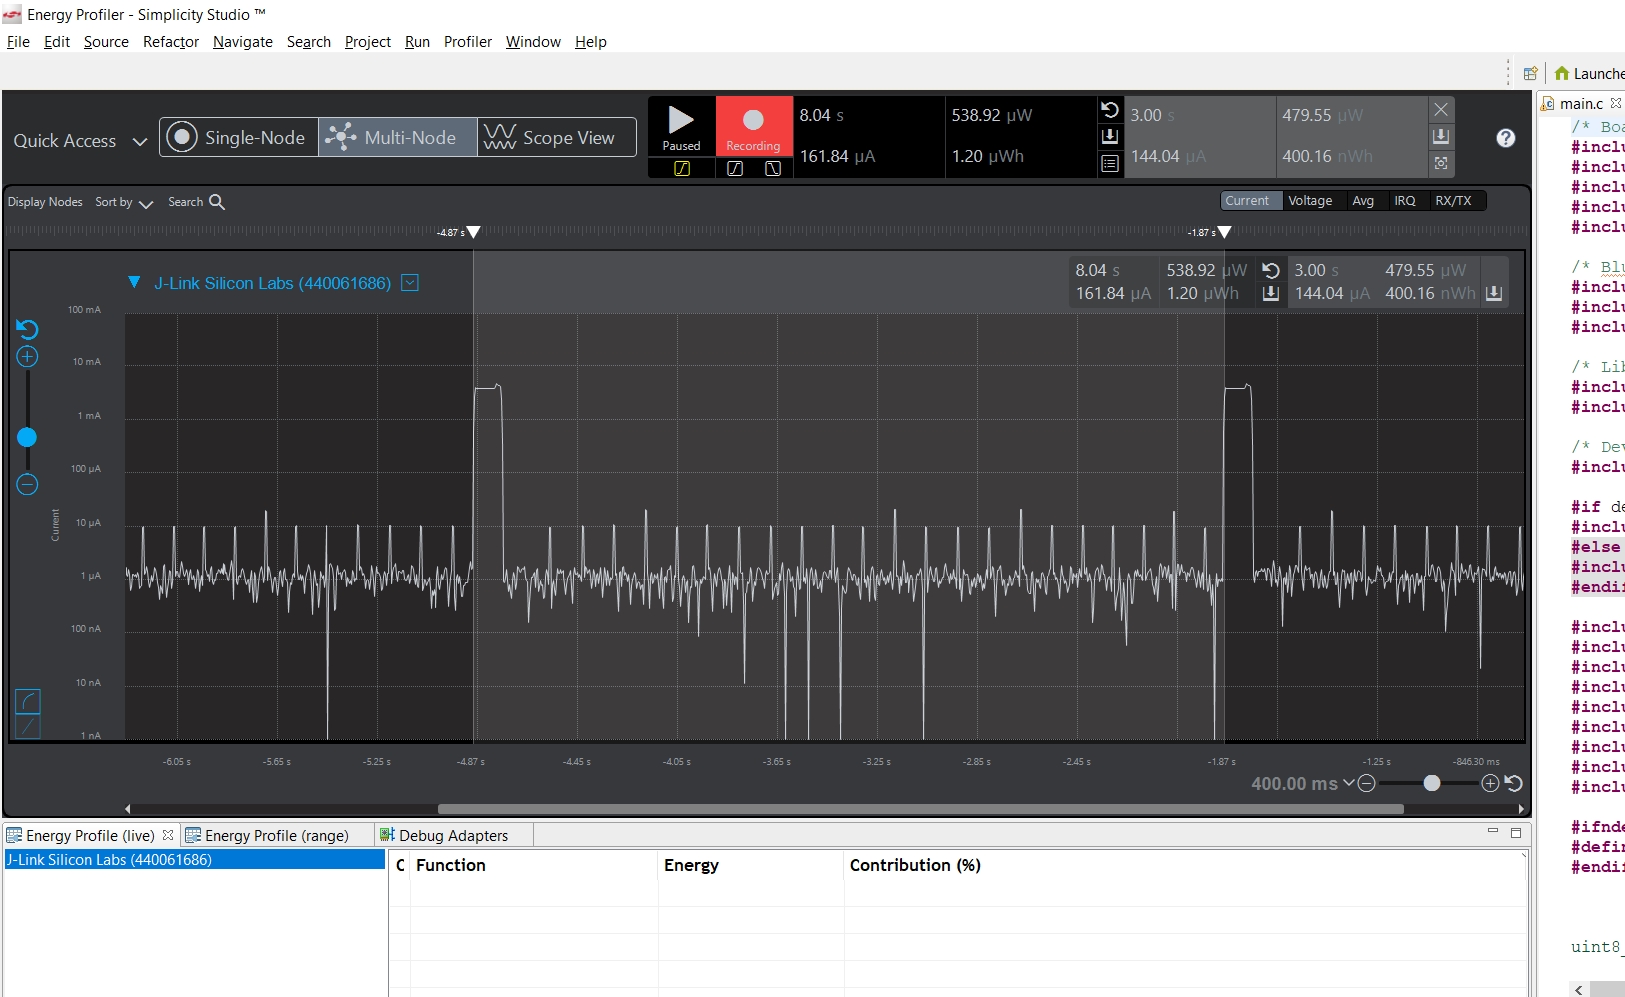 Energy Profiler - Simplicity Studio ™
File Edit Source Refactor Navigate Search Project Run Profiler Window Help
Launche
Quick Access
Single-Node
Multi-Node
Scope View
Paused
Recording
8.04 s
538.92 µW
161.84 µA
1.20 µWh
3.00 s
479.55 µW
144.04 µA
400.16 nWh
Display Nodes Sort by Search
Current Voltage Avg IRQ RX/TX
-4.87 s
-1.87 s
J-Link Silicon Labs (440061686)
8.04 s 538.92 µW 3.00 s 479.55 µW
161.84 µA 1.20 µWh 144.04 µA 400.16 nWh
100 mA
10 mA
1 mA
100 µA
10 µA
1 µA
100 nA
10 nA
1 nA
Current
-6.05 s -5.65 s -5.25 s -4.87 s -4.45 s -4.05 s -3.65 s -3.25 s -2.85 s -2.45 s -1.87 s -1.25 s -846.30 ms
400.00 ms
Energy Profile (live) Energy Profile (range) Debug Adapters
J-Link Silicon Labs (440061686)
C Function Energy Contribution (%)
main.c
/* Boa
#inclu
#inclu
#inclu
#inclu
#inclu
/* Blu
#inclu
#inclu
#inclu
/* Lib
#inclu
#inclu
/* Dev
#inclu
#if de
#inclu
#else
#inclu
#endif
#inclu
#inclu
#inclu
#inclu
#inclu
#inclu
#inclu
#inclu
#inclu
#ifnde
#defin
#endif
uint8_